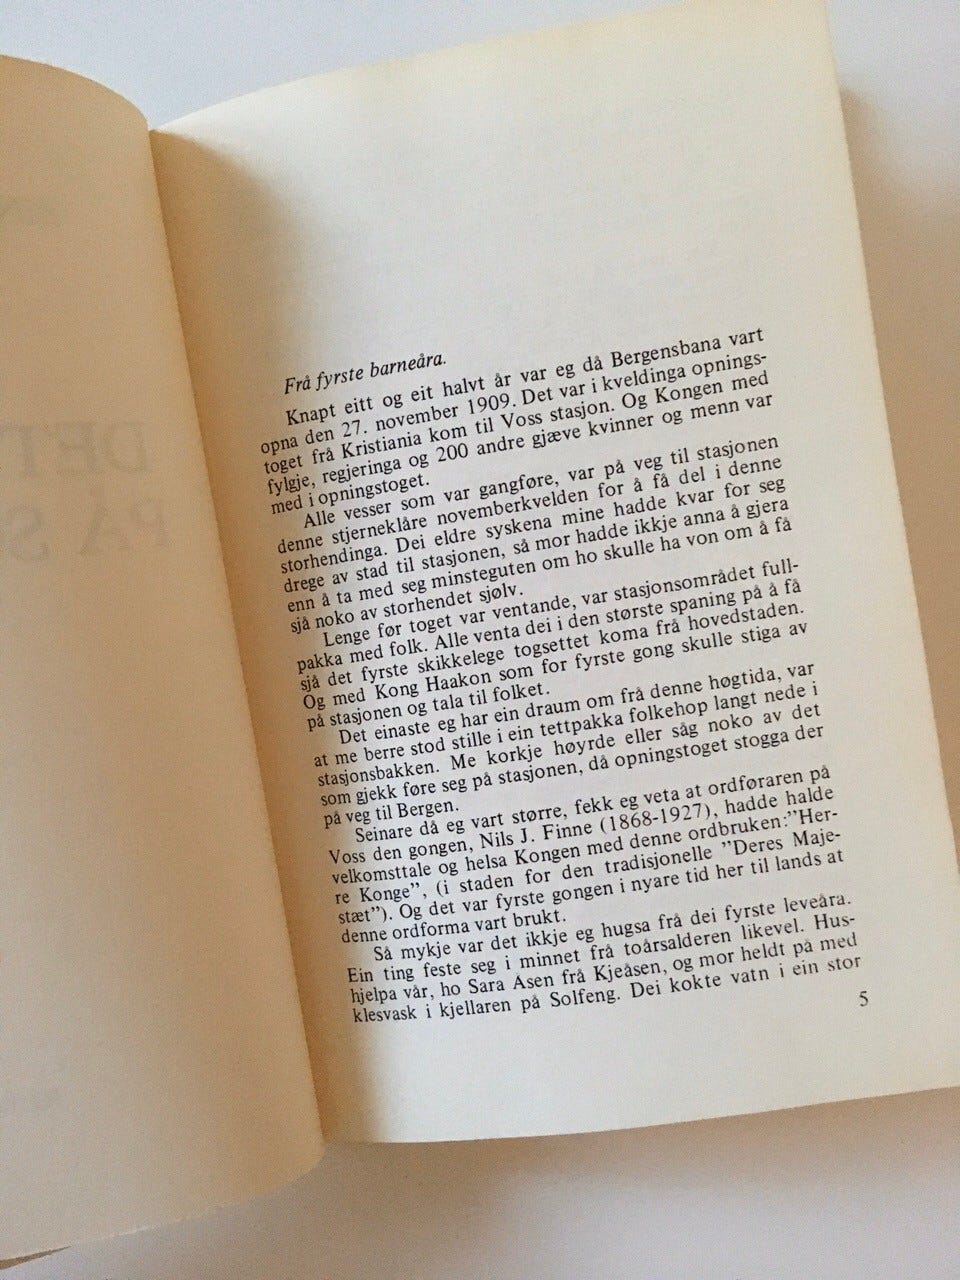 DET
PÅ S
Frå fyrste barneåra.
Knapt eitt og eit halvt år var eg då Bergensbana vart
opna den 27. november 1909. Det var i kveldinga opnings-
toget frå Kristiania kom til Voss stasjon. Og Kongen med
fylgje, regjeringa og 200 andre gjæve kvinner og menn var
med i opningstoget.
Alle vesser som var gangføre, var på veg til stasjonen
denne stjerneklåre novemberkvelden for å få del i denne
storhendinga. Dei eldre syskena mine hadde kvar for seg
drege av stad til stasjonen, så mor hadde ikkje anna å gjera
enn å ta med seg minsteguten om ho skulle ha von om å få
sjå noko av storhendet sjølv.
Lenge før toget var ventande, var stasjonsområdet full-
pakka med folk. Alle venta dei i den største spaning på å få
sjå det fyrste skikkelege togsettet koma frå hovedstaden.
Og med Kong Haakon som for fyrste gong skulle stiga av
på stasjonen og tala til folket.
Det einaste eg har ein draum om frå denne høgtida, var
at me berre stod stille i ein tettpakka folkehop langt nede i
stasjonsbakken. Me korkje høyrde eller såg noko av det
som gjekk føre seg på stasjonen, då opningstoget stogga der
på veg til Bergen.
Seinare då eg vart større, fekk eg veta at ordføraren på
Voss den gongen, Nils J. Finne (1868-1927), hadde halde
velkomsttale og helsa Kongen med denne ordbruken:"Her-
re Konge", (i staden for den tradisjonelle "Deres Maje-
stæt"). Og det var fyrste gongen i nyare tid her til lands at
denne ordforma vart brukt.
Så mykje var det ikkje eg hugsa frå dei fyrste leveåra.
Ein ting feste seg i minnet frå toårsalderen likevel. Hus-
hjelpa vår, ho Sara Åsen frå Kjeåsen, og mor heldt på med
klesvask i kjellaren på Solfeng. Dei kokte vatn i ein stor
5